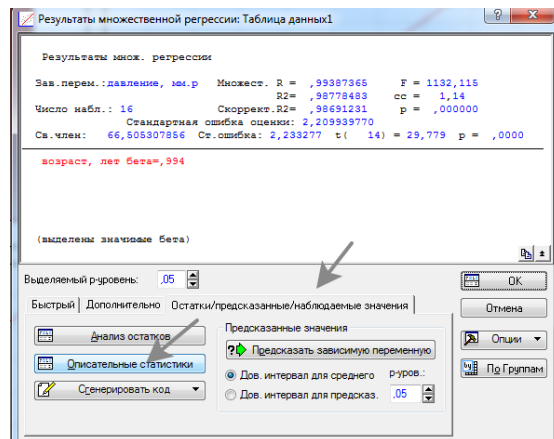 Результаты множественной регрессии: Таблица данных1
Результаты множ. регрессии
Зав.перем.:давление, мм.р Множест. R = ,99387365 F = 1132,115
R2= ,98778483 сс = 1,14
Число набл.: 16 Скоррект.R2= ,98691231 p = ,000000
Стандартная ошибка оценки: 2,209939770
Св.член: 66,505307856 Ст.ошибка: 2,233277 t( 14) = 29,779 p = ,0000
возраст, лет бета=,994
(выделены значимые бета)
Выделяемый р-уровень: ,05
OK
Быстрый Дополнительно Остатки/предсказанные/наблюдаемые значения
Отмена
Анализ остатков
Предсказанные значения
Описательные статистики
Предсказать зависимую переменную
Опции
Сгенерировать код
Дов. интервал для среднего р-уров.:
По Группам
Дов. интервал для предсказ. ,05